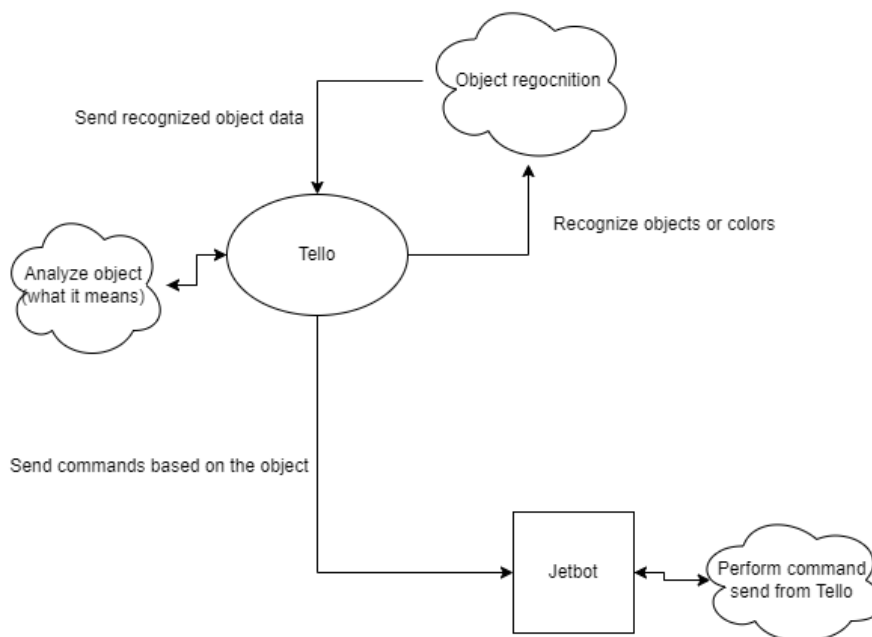 Object regocnition
Send recognized object data
Recognize objects or colors
Tello
Analyze object
(what it means)
Send commands based on the object
Jetbot
Perform command
send from Tello